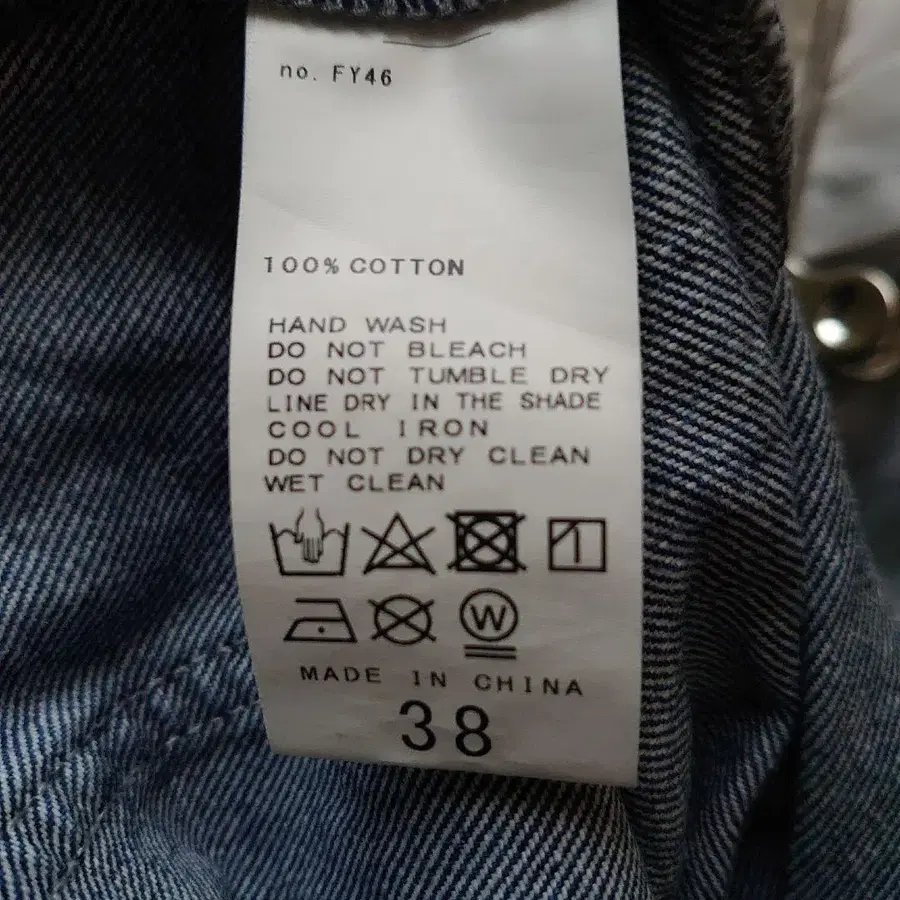 no. FY46
100% COTTON
HAND WASH
DO NOT BLEACH
DO NOT TUMBLE DRY
LINE DRY IN THE SHADE
COOL IRON
DO NOT DRY CLEAN
WET CLEAN
W
MADE IN CHINA
38